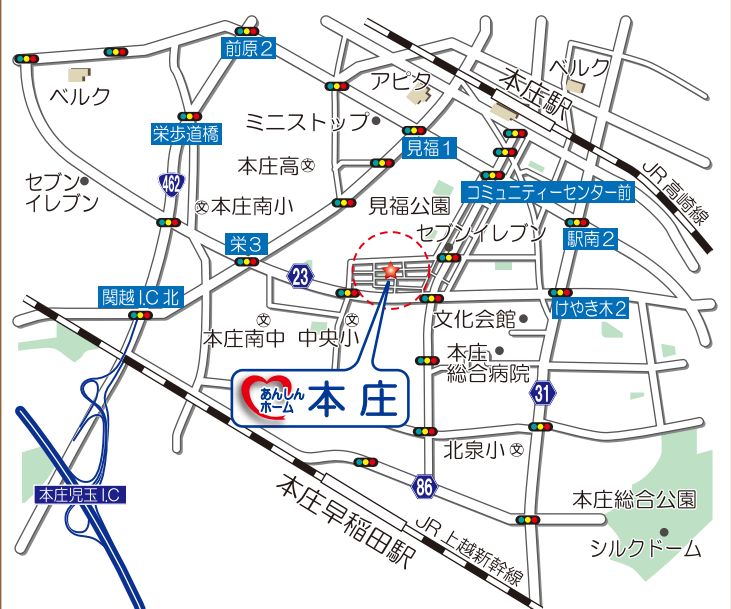 前原2
ベルク
アピタ
ベルク
本庄駅
栄歩道橋
ミニストップ
見福1
JR高崎線
462
本庄高
文
セブン
イレブン
文
本庄南小
見福公園
コミュニティーセンター前
セブンイレブン
駅南2
栄3
23
関越I.C北
けやき木2
文
本庄南中
文
中央小
文化会館
本庄
総合病院
あんしん
ホーム
本庄
31
北泉小
文
86
本庄児玉I.C
本庄早稲田駅
JR上越新幹線
本庄総合公園
シルクドーム